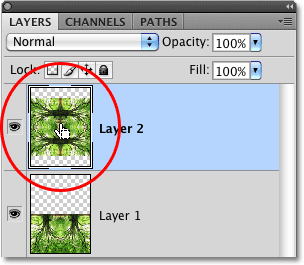 LAYERS CHANNELS PATHS
Normal Opacity: 100%
Lock: Fill: 100%
Layer 2
Layer 1